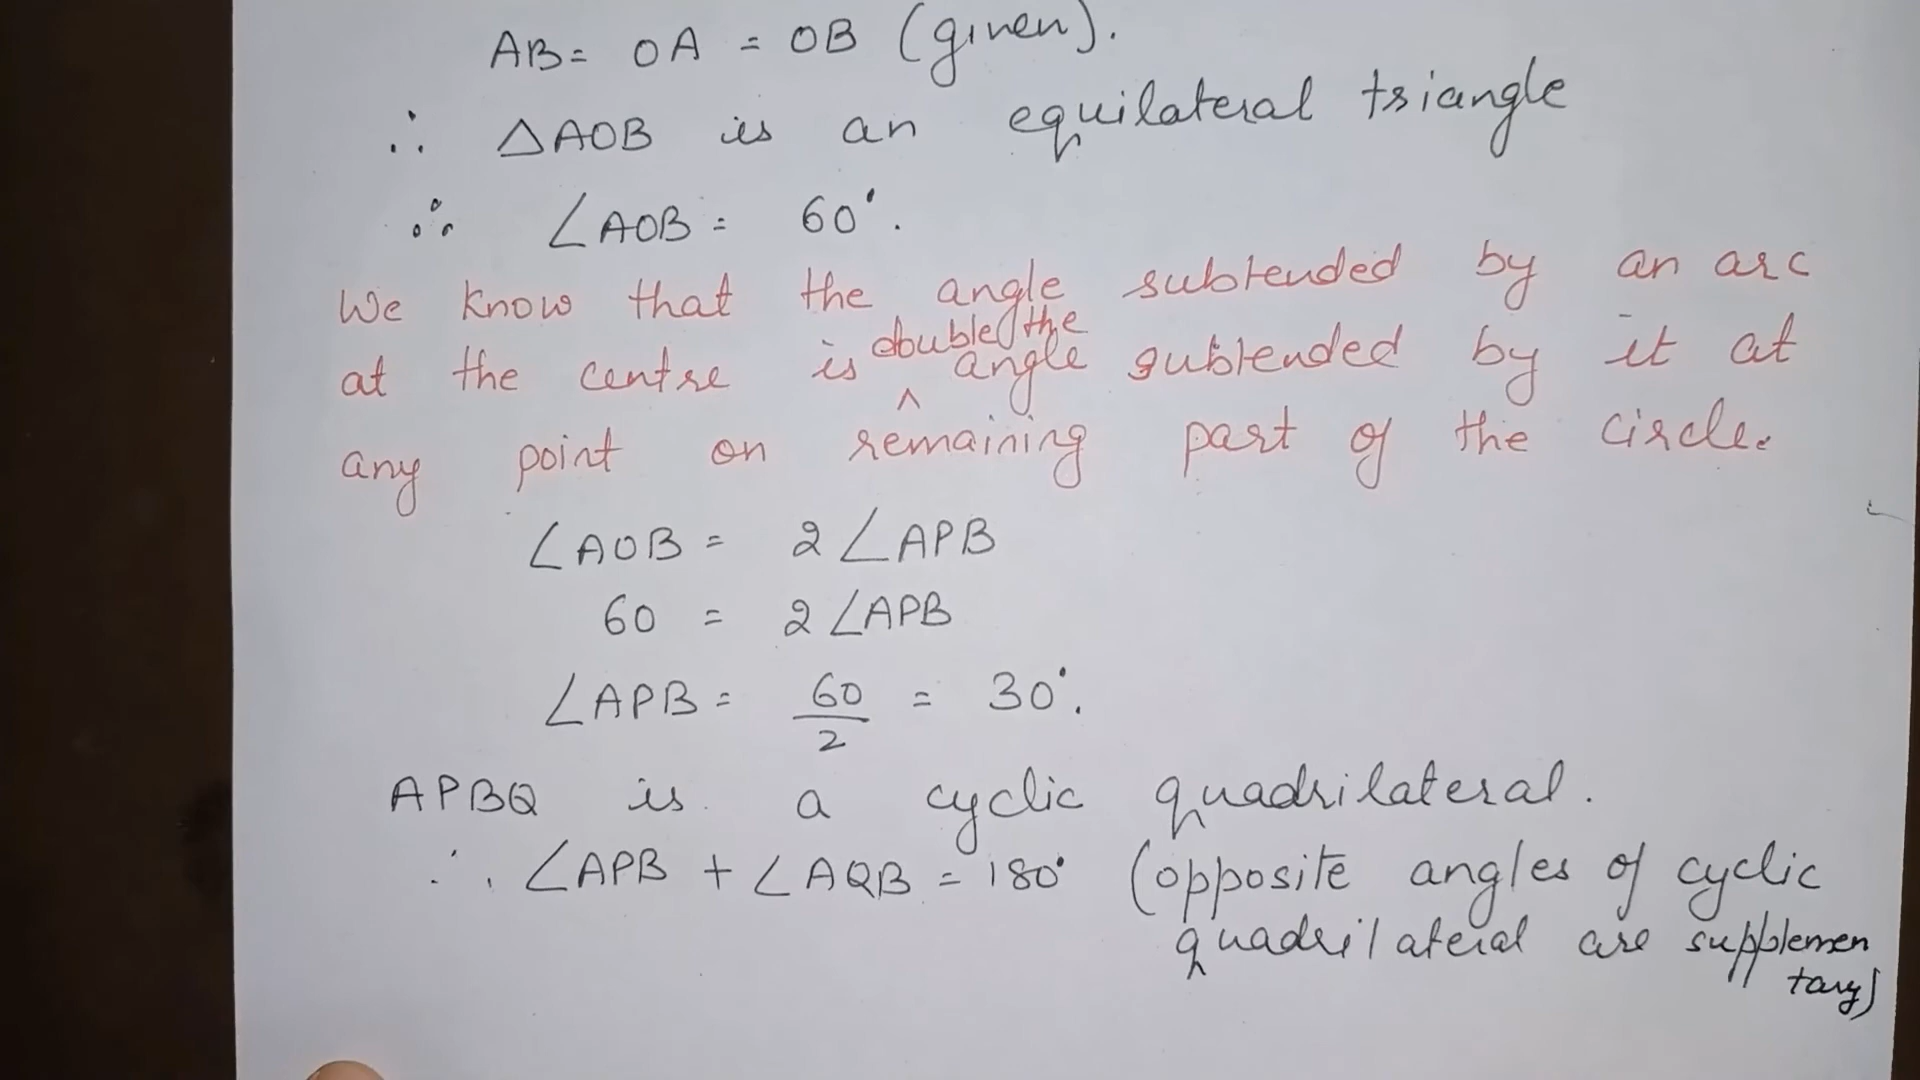 AB = OA = OB (given).
∴ △AOB is an equilateral triangle
∴ ∠AOB = 60°.
We know that the angle subtended by an arc
at the centre is double the angle subtended by it at
any point on remaining part of the circle.
∠AOB = 2∠APB
60 = 2∠APB
∠APB = 60/2 = 30°.
APBQ is a cyclic quadrilateral.
∴ ∠APB + ∠AQB = 180° (opposite angles of cyclic
quadrilateral are supplemen
tary)